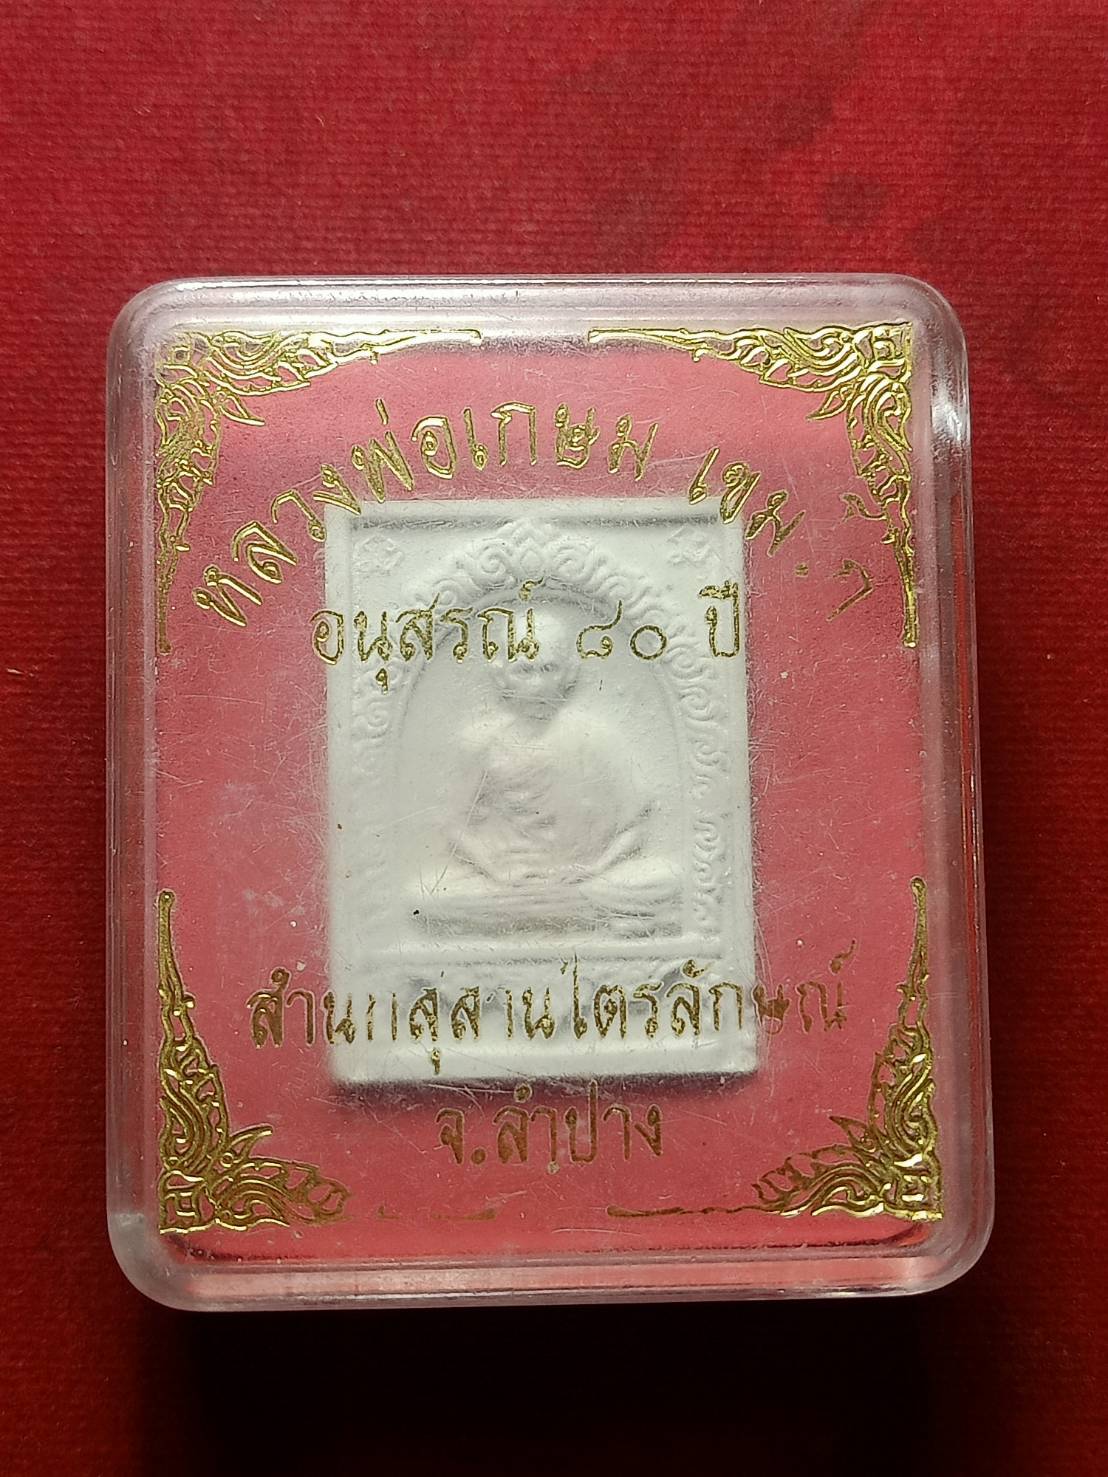 หลวงพ่อเกษม เขมโก
อนุสรณ์ ๘๐ ปี
สำนักสุสานไตรลักษณ์
จ.ลำปาง